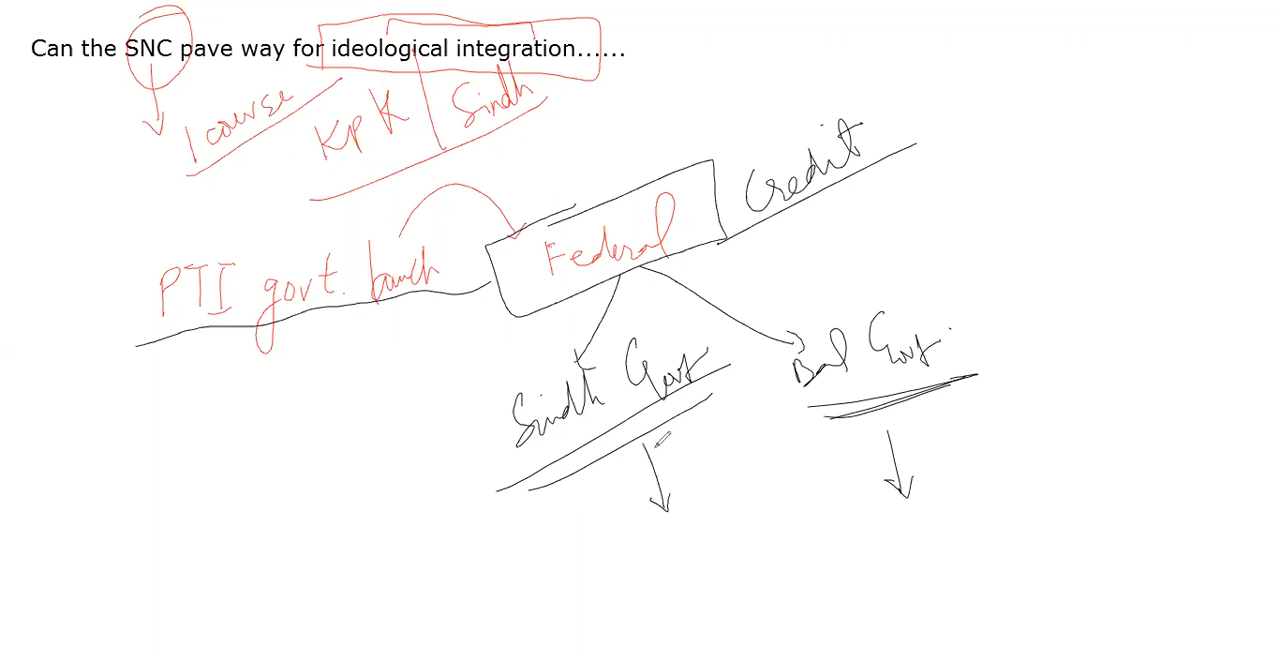 Can the SNC pave way for ideological integration......
1 course
KPK
Sindh
Credit
Federal
PTI govt. launch
Sindh Govt
Bal Govt.